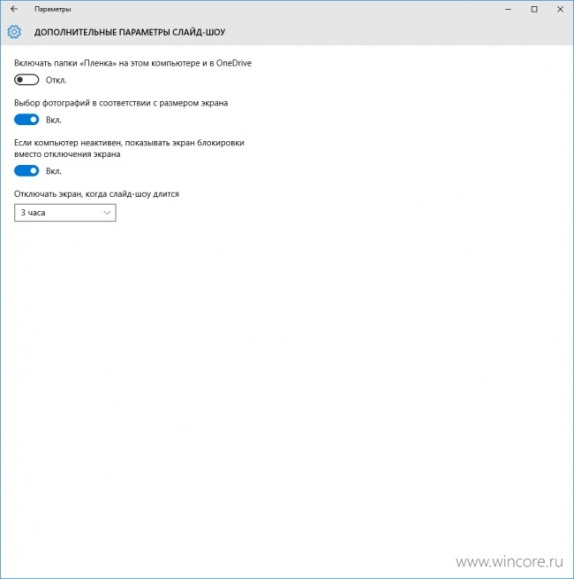 Параметры
ДОПОЛНИТЕЛЬНЫЕ ПАРАМЕТРЫ СЛАЙД-ШОУ
Включать папки «Пленка» на этом компьютере и в OneDrive
Откл.
Выбор фотографий в соответствии с размером экрана
Вкл.
Если компьютер неактивен, показывать экран блокировки
вместо отключения экрана
Вкл.
Отключать экран, когда слайд-шоу длится
3 часа
www.wincore.ru